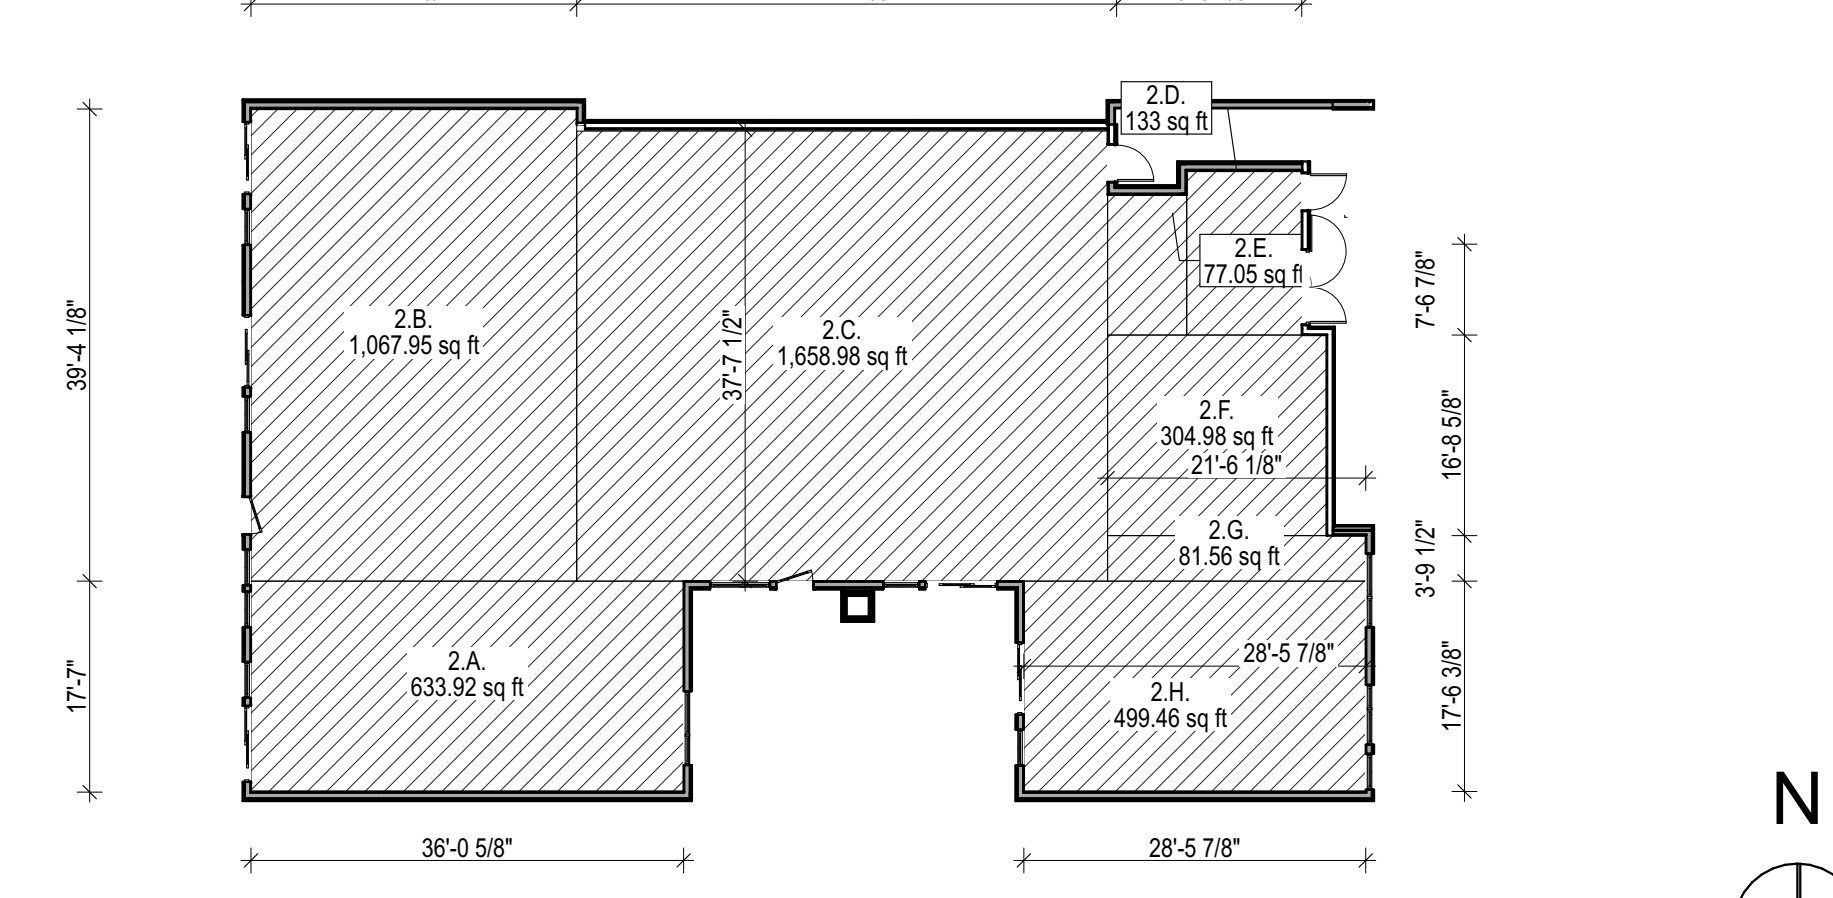 2.D.
133 sq ft
2.E.
77.05 sq ft
7'-6 7/8"
39'-4 1/8"
2.B.
1,067.95 sq ft
37'-7 1/2"
2.C.
1,658.98 sq ft
2.F.
304.98 sq ft
21'-6 1/8"
16'-8 5/8"
2.G.
81.56 sq ft
3'-9 1/2"
17'-7"
2.A.
633.92 sq ft
28'-5 7/8"
2.H.
499.46 sq ft
17'-6 3/8"
N
36'-0 5/8"
28'-5 7/8"